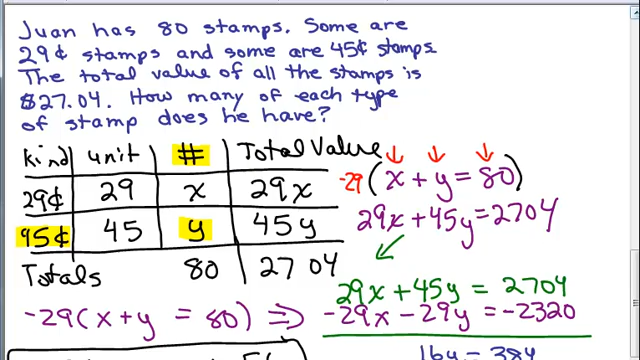 Juan has 80 stamps. Some are
29¢ stamps and some are 45¢ stamps.
The total value of all the stamps is
$27.04. How many of each type
of stamp does he have?
kind unit # Total Value
29¢ 29 x 29x
95¢ 45 y 45y
Totals 80 27 04
-29(x + y = 80)
29x + 45y = 2704
29x + 45y = 2704
-29(x + y = 80) ⇒ -29x - 29y = -2320
16y = 384